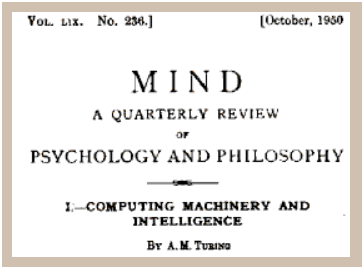 VOL. LIX. No. 236.] [October, 1950
MIND
A QUARTERLY REVIEW
OF
PSYCHOLOGY AND PHILOSOPHY
I.—COMPUTING MACHINERY AND
INTELLIGENCE
BY A. M. TURING